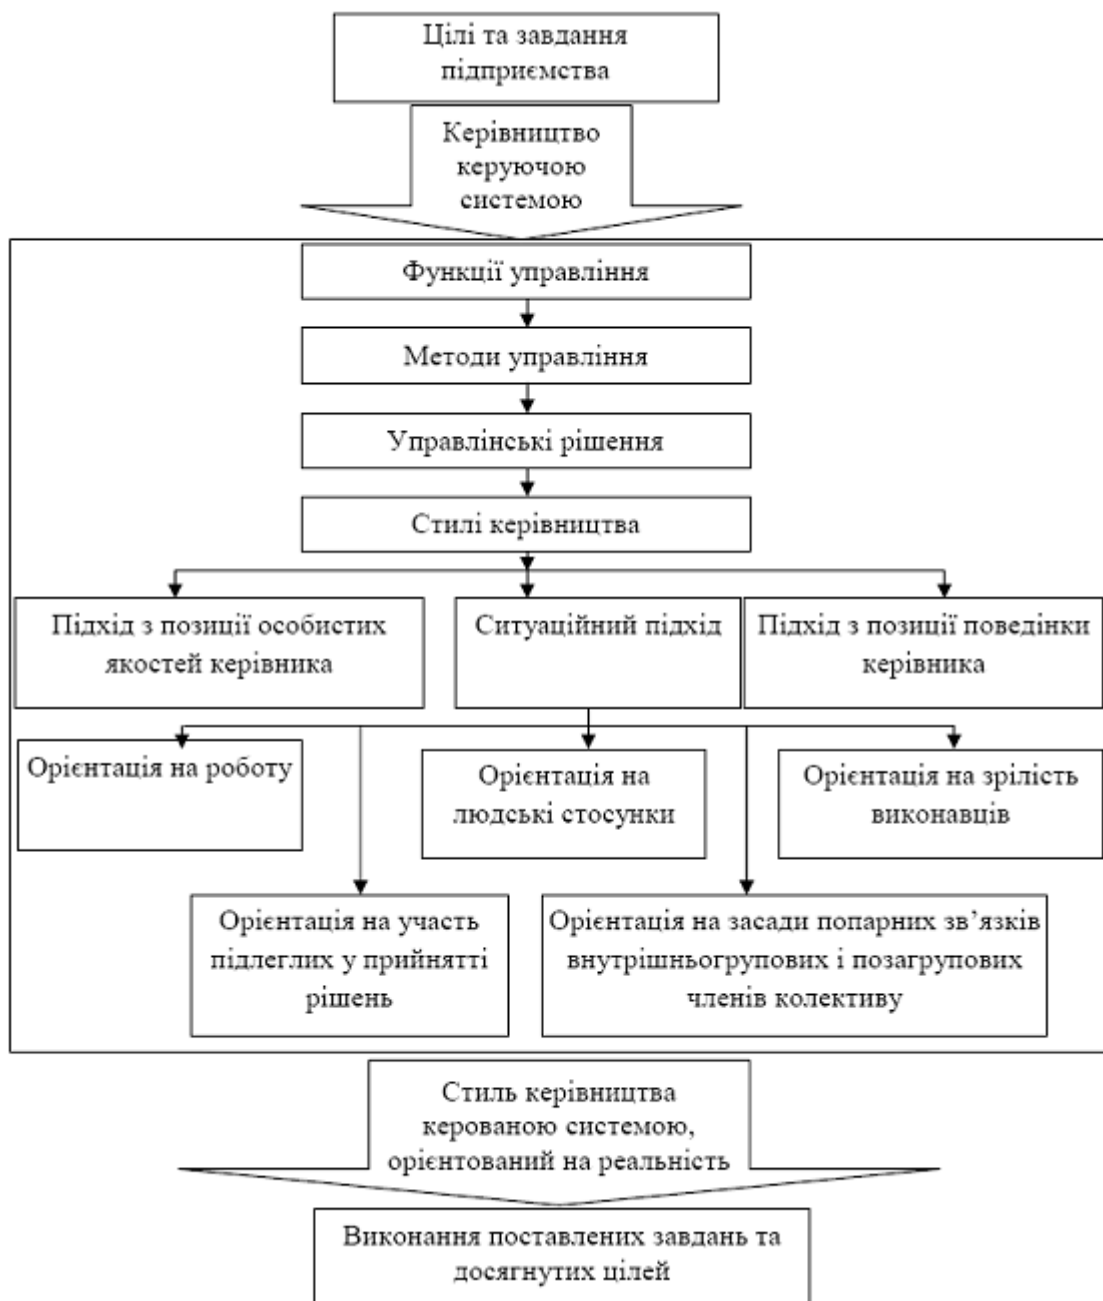 Цілі та завдання
підприємства
Керівництво
керуючою
системою
Функції управління
Методи управління
Управлінські рішення
Стилі керівництва
Підхід з позиції особистих
якостей керівника
Ситуаційний підхід
Підхід з позиції поведінки
керівника
Орієнтація на роботу
Орієнтація на
людські стосунки
Орієнтація на зрілість
виконавців
Орієнтація на участь
підлеглих у прийнятті
рішень
Орієнтація на засади попарних зв’язків
внутрішньогрупових і позагрупових
членів колективу
Стиль керівництва
керованою системою,
орієнтований на реальність
Виконання поставлених завдань та
досягнутих цілей